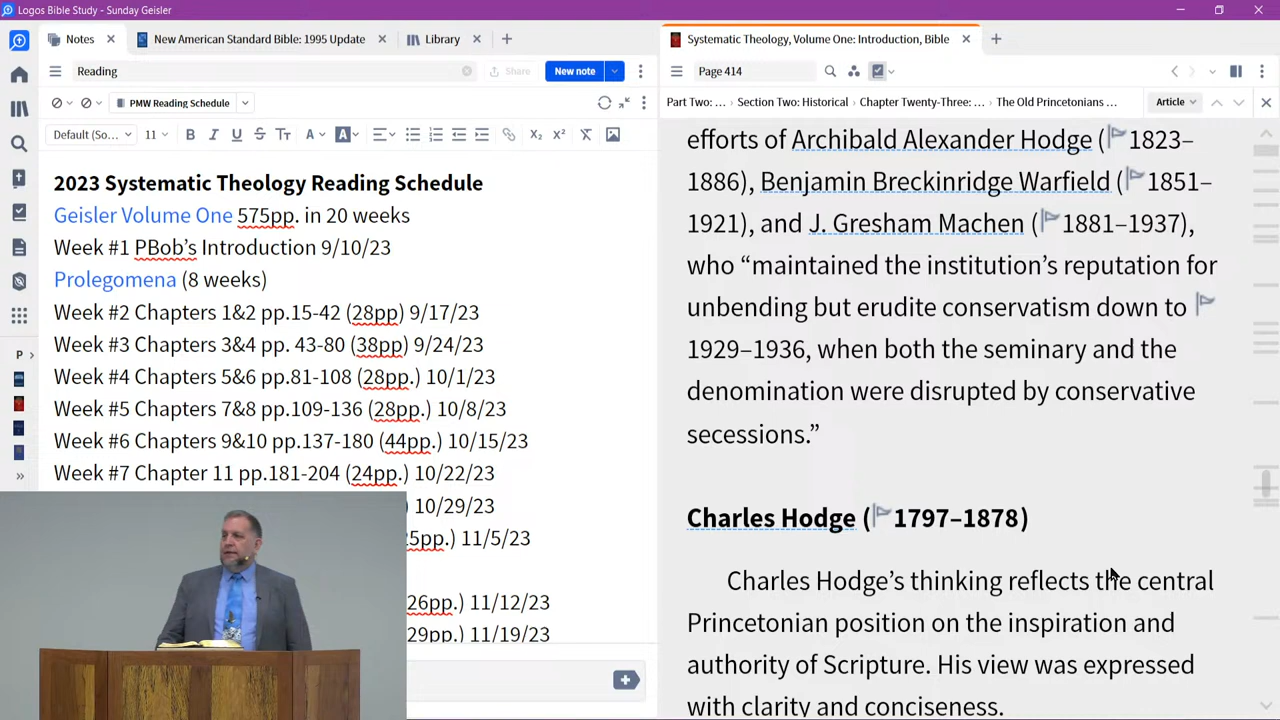 Logos Bible Study - Sunday Geisler
Notes
New American Standard Bible: 1995 Update
Library
Reading
Share
New note
PMW Reading Schedule
Default (So...
11
2023 Systematic Theology Reading Schedule
Geisler Volume One 575pp. in 20 weeks
Week #1 PBob’s Introduction 9/10/23
Prolegomena (8 weeks)
Week #2 Chapters 1&2 pp.15-42 (28pp) 9/17/23
Week #3 Chapters 3&4 pp. 43-80 (38pp) 9/24/23
Week #4 Chapters 5&6 pp.81-108 (28pp.) 10/1/23
Week #5 Chapters 7&8 pp.109-136 (28pp.) 10/8/23
Week #6 Chapters 9&10 pp.137-180 (44pp.) 10/15/23
Week #7 Chapter 11 pp.181-204 (24pp.) 10/22/23
.) 10/29/23
25pp.) 11/5/23
26pp.) 11/12/23
29pp.) 11/19/23
P
Systematic Theology, Volume One: Introduction, Bible
Page 414
Part Two: ... › Section Two: Historical › Chapter Twenty-Three: ... › The Old Princetonians ...
Article
efforts of Archibald Alexander Hodge (1823–
1886), Benjamin Breckinridge Warfield (1851–
1921), and J. Gresham Machen (1881–1937),
who “maintained the institution’s reputation for
unbending but erudite conservatism down to
1929–1936, when both the seminary and the
denomination were disrupted by conservative
secessions.”
Charles Hodge (1797–1878)
Charles Hodge’s thinking reflects the central
Princetonian position on the inspiration and
authority of Scripture. His view was expressed
with clarity and conciseness.